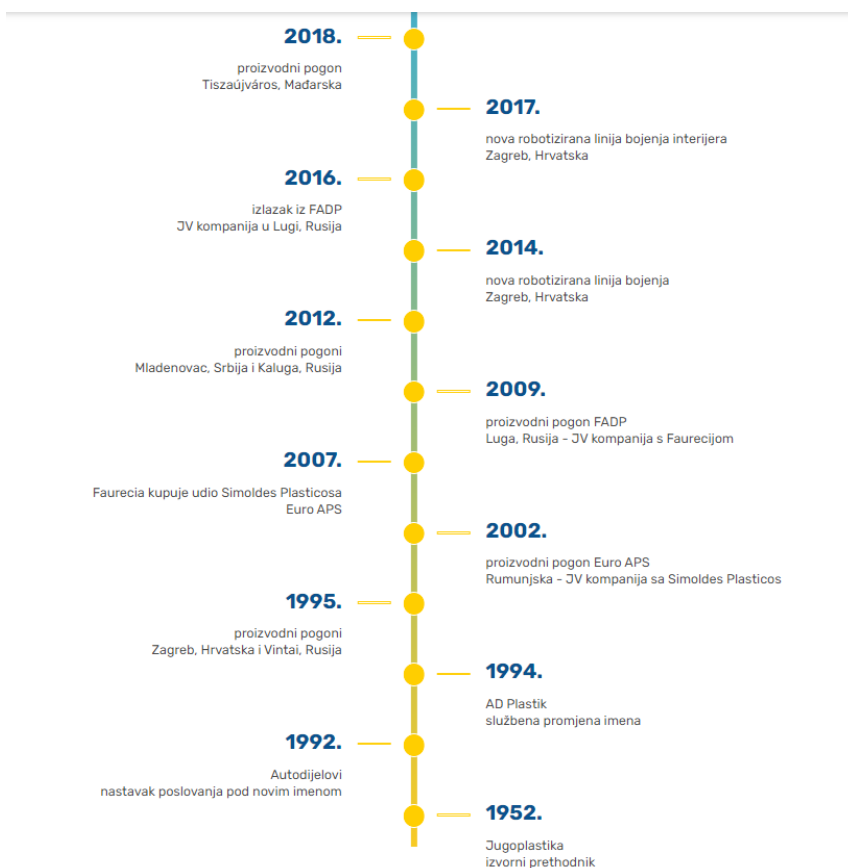 2018.
proizvodni pogon
Tiszaújváros, Mađarska
2017.
nova robotizirana linija bojenja interijera
Zagreb, Hrvatska
2016.
izlazak iz FADP
JV kompanija u Lugi, Rusija
2014.
nova robotizirana linija bojenja
Zagreb, Hrvatska
2012.
proizvodni pogoni
Mladenovac, Srbija i Kaluga, Rusija
2009.
proizvodni pogon FADP
Luga, Rusija - JV kompanija s Faurecijom
2007.
Faurecia kupuje udio Simoldes Plasticosa
Euro APS
2002.
proizvodni pogon Euro APS
Rumunjska - JV kompanija sa Simoldes Plasticos
1995.
proizvodni pogoni
Zagreb, Hrvatska i Vintai, Rusija
1994.
AD Plastik
službena promjena imena
1992.
Autodijelovi
nastavak poslovanja pod novim imenom
1952.
Jugoplastika
izvorni prethodnik